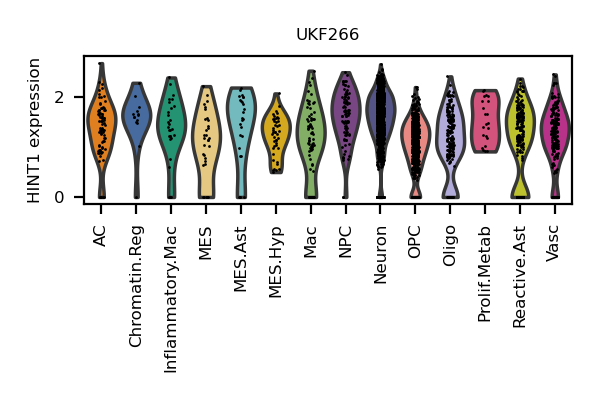 UKF266
HINT1 expression
2
0
AC
Chromatin.Reg
Inflammatory.Mac
MES
MES.Ast
MES.Hyp
Mac
NPC
Neuron
OPC
Oligo
Prolif.Metab
Reactive.Ast
Vasc